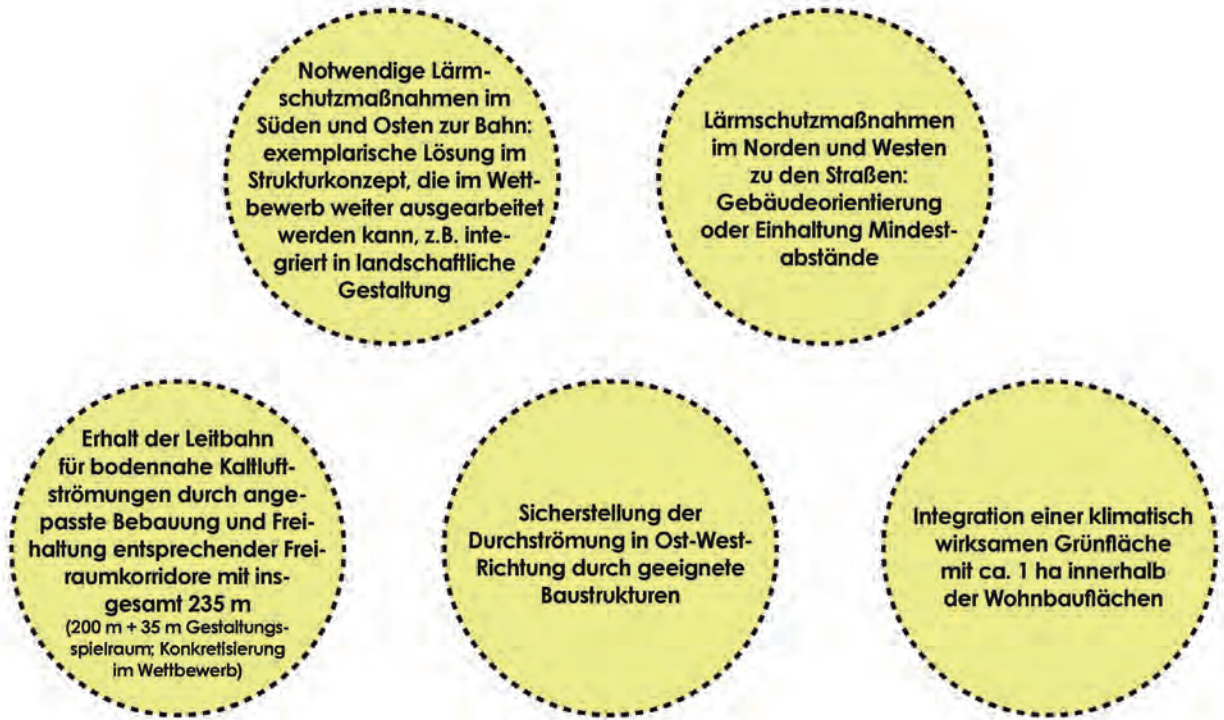 Notwendige Lärm-
schutzmaßnahmen im
Süden und Osten zur Bahn:
exemplarische Lösung im
Strukturkonzept, die im Wett-
bewerb weiter ausgearbeitet
werden kann, z.B. inte-
griert in landschaftliche
Gestaltung
Lärmschutzmaßnahmen
im Norden und Westen
zu den Straßen:
Gebäudeorientierung
oder Einhaltung Mindest-
abstände
Erhalt der Leitbahn
für bodennahe Kaltluft-
strömungen durch ange-
passte Bebauung und Frei-
haltung entsprechender Frei-
raumkorridore mit ins-
gesamt 235 m
(200 m + 35 m Gestaltungs-
spielraum; Konkretisierung
im Wettbewerb)
Sicherstellung der
Durchströmung in Ost-West-
Richtung durch geeignete
Baustrukturen
Integration einer klimatisch
wirksamen Grünfläche
mit ca. 1 ha innerhalb
der Wohnbauflächen